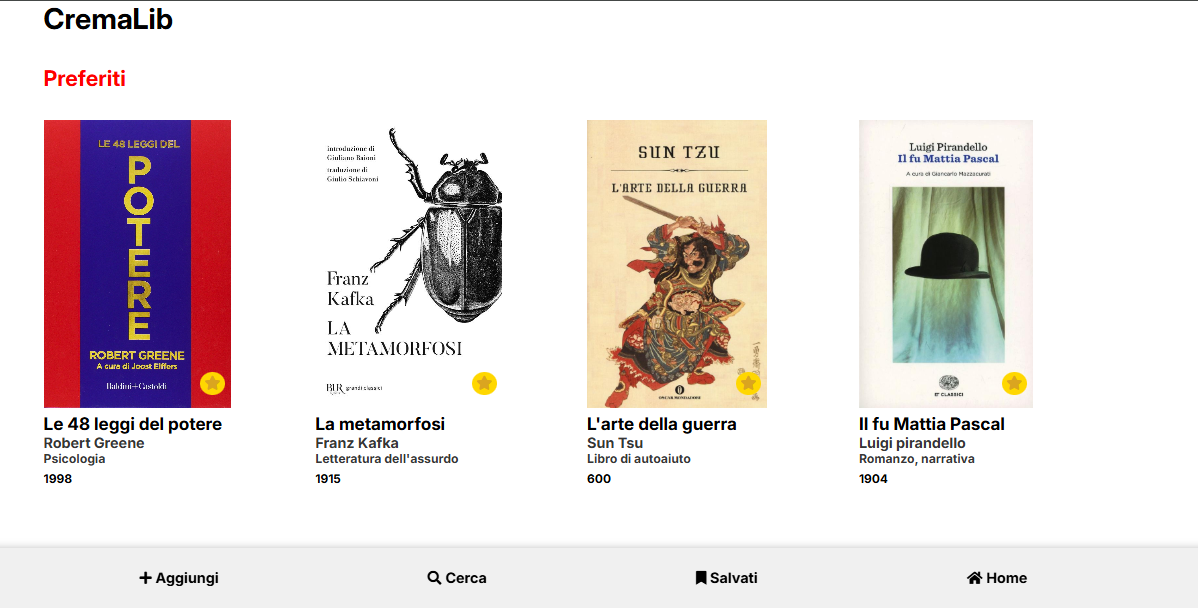 CremaLib
Preferiti
LE 48 LEGGI DEL
POTERE
ROBERT GREENE
A cura di Joost Elffers
Baldini+Castoldi
introduzione di
Giuliano Baioni
traduzione di
Giulio Schiavoni
Franz
Kafka
LA
METAMORFOSI
BUR grandi classici
SUN TZU
L'ARTE DELLA GUERRA
OSCAR MONDADORI
Luigi Pirandello
Il fu Mattia Pascal
A cura di Giancarlo Mazzacurati
ET CLASSICI
Le 48 leggi del potere
Robert Greene
Psicologia
1998
La metamorfosi
Franz Kafka
Letteratura dell'assurdo
1915
L'arte della guerra
Sun Tsu
Libro di autoaiuto
600
Il fu Mattia Pascal
Luigi pirandello
Romanzo, narrativa
1904
Aggiungi
Cerca
Salvati
Home